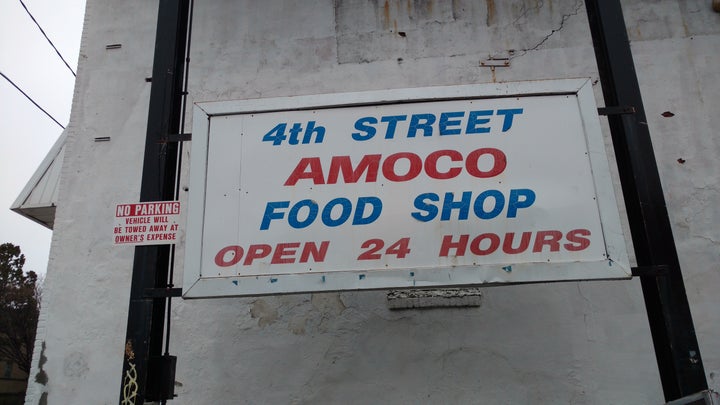 4th STREET
AMOCO
FOOD SHOP
OPEN 24 HOURS
NO PARKING
VEHICLE WILL
BE TOWED AWAY AT
OWNER'S EXPENSE